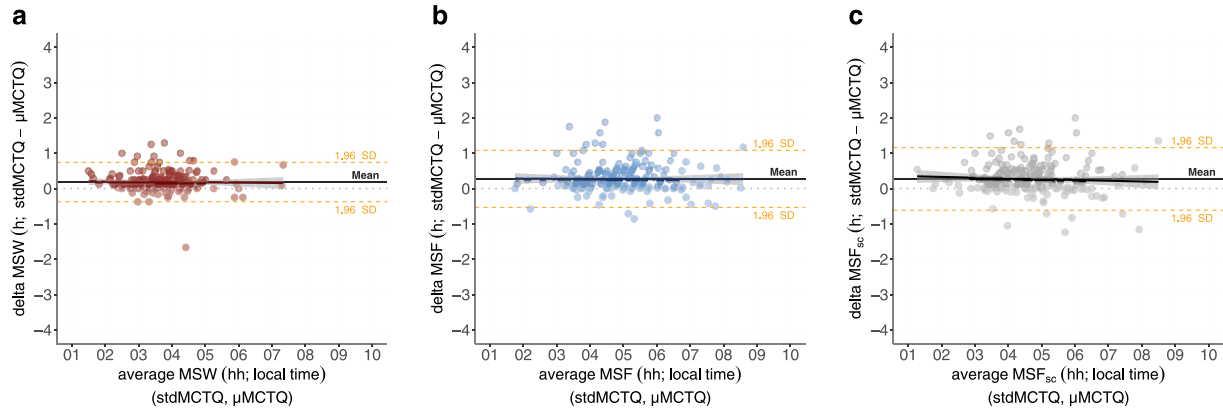 a
delta MSW (h; stdMCTQ − µMCTQ)
4
3
2
1
0
−1
−2
−3
−4
1.96 SD
Mean
1.96 SD
01 02 03 04 05 06 07 08 09 10
average MSW (hh; local time)
(stdMCTQ, µMCTQ)
b
delta MSF (h; stdMCTQ − µMCTQ)
4
3
2
1
0
−1
−2
−3
−4
1.96 SD
Mean
1.96 SD
01 02 03 04 05 06 07 08 09 10
average MSF (hh; local time)
(stdMCTQ, µMCTQ)
c
delta MSFsc (h; stdMCTQ − µMCTQ)
4
3
2
1
0
−1
−2
−3
−4
1.96 SD
Mean
1.96 SD
01 02 03 04 05 06 07 08 09 10
average MSFsc (hh; local time)
(stdMCTQ, µMCTQ)